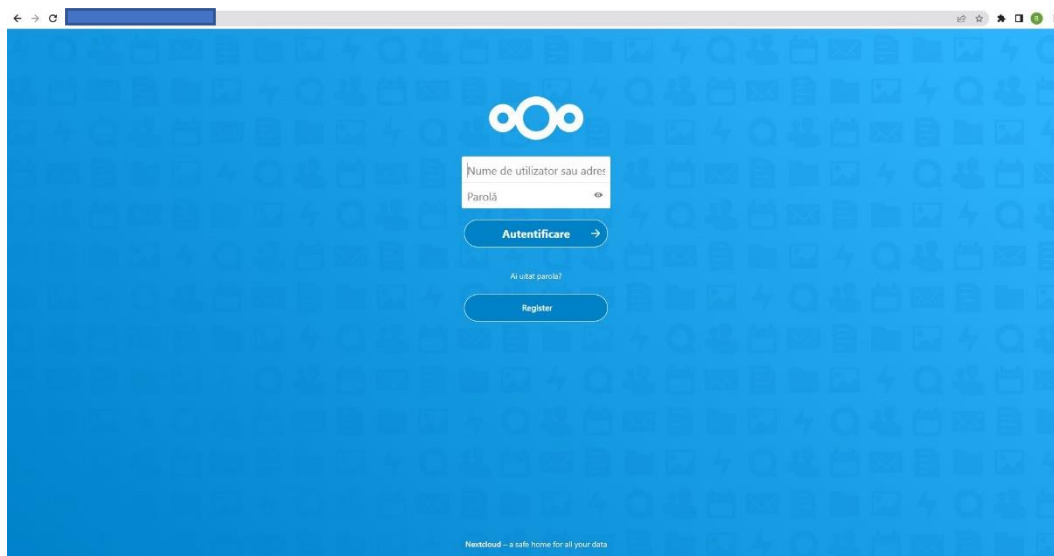 B
Nume de utilizator sau adres
Parolă
Autentificare
Ai uitat parola?
Register
Nextcloud – a safe home for all your data